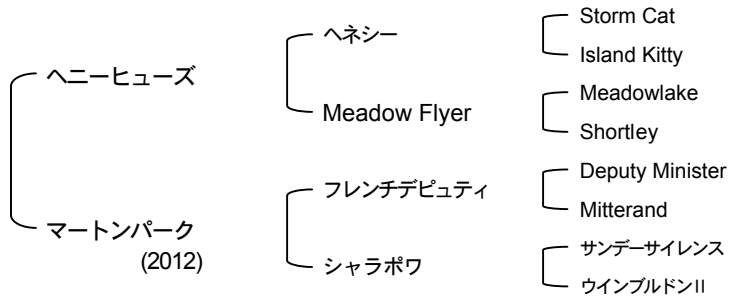 ヘニーヒューズ
マートンパーク
(2012)
ヘネシー
Meadow Flyer
フレンチデピュティ
シャラポワ
Storm Cat
Island Kitty
Meadowlake
Shortley
Deputy Minister
Mitterand
サンデーサイレンス
ウインブルドンII